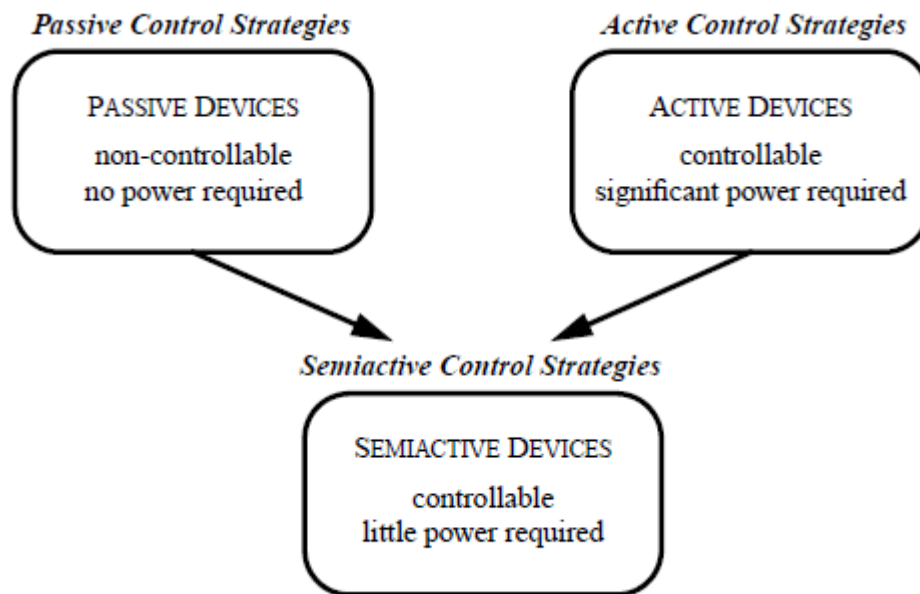 Passive Control Strategies
PASSIVE DEVICES
non-controllable
no power required
Active Control Strategies
ACTIVE DEVICES
controllable
significant power required
Semiactive Control Strategies
SEMIACTIVE DEVICES
controllable
little power required